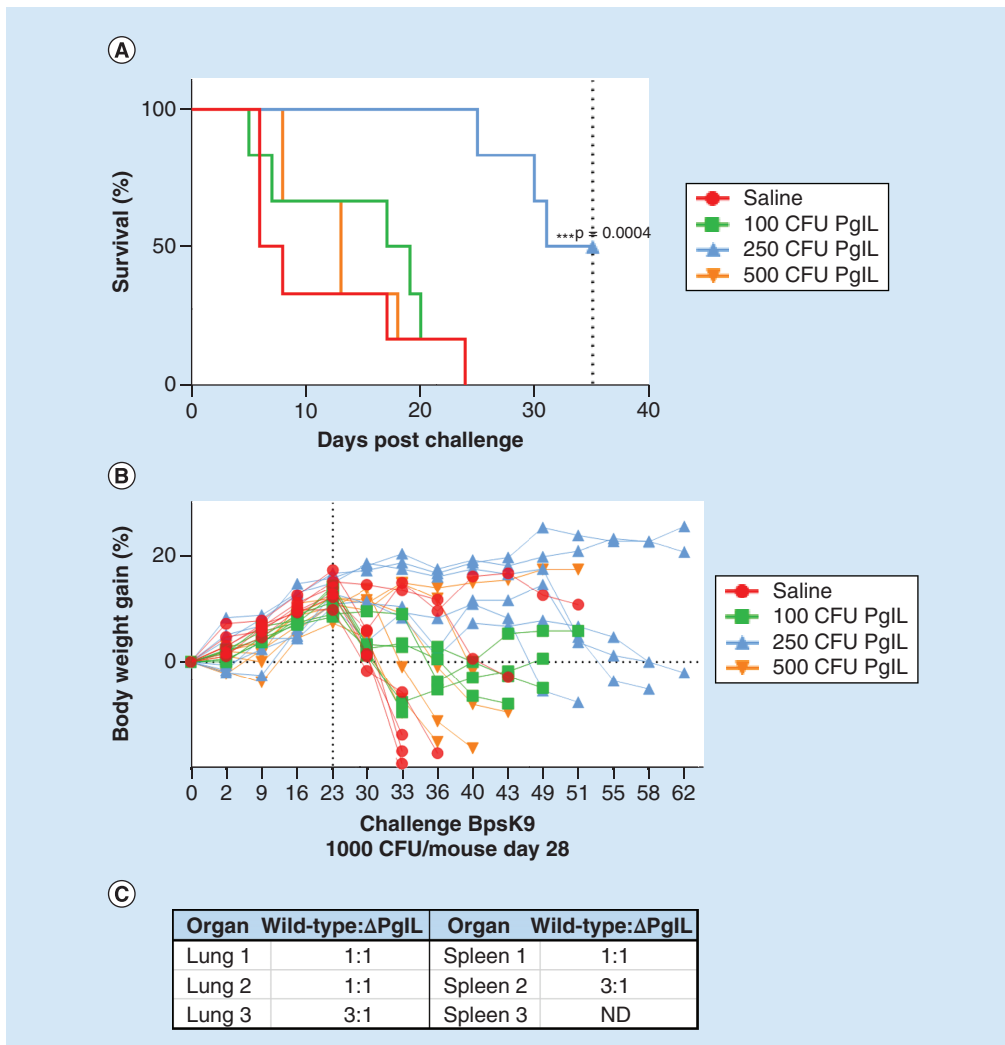 A
100
50
0
Survival (%)
0 10 20 30 40
Days post challenge
***p = 0.0004
Saline
100 CFU PgIL
250 CFU PgIL
500 CFU PgIL
B
20
0
Body weight gain (%)
0 2 9 16 23 30 33 36 40 43 49 51 55 58 62
Challenge BpsK9
1000 CFU/mouse day 28
Saline
100 CFU PgIL
250 CFU PgIL
500 CFU PgIL
C
Organ Wild-type:ΔPgIL Organ Wild-type:ΔPgIL
Lung 1 1:1 Spleen 1 1:1
Lung 2 1:1 Spleen 2 3:1
Lung 3 3:1 Spleen 3 ND